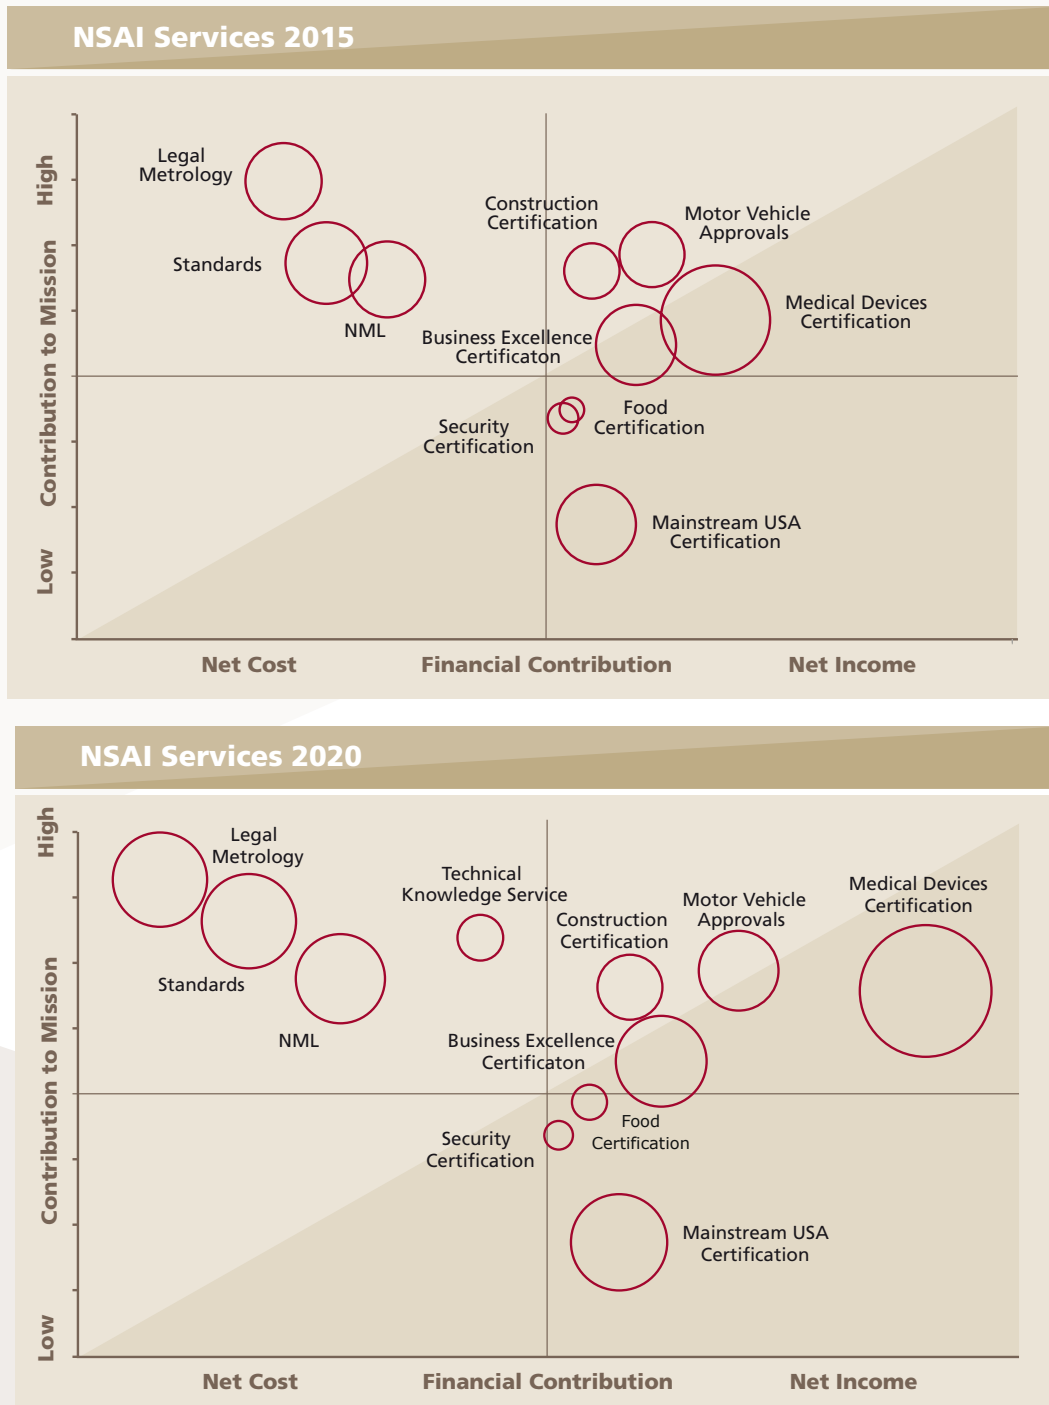 NSAI Services 2015
High
Contribution to Mission
Low
Legal
Metrology
Standards
NML
Construction
Certification
Motor Vehicle
Approvals
Medical Devices
Certification
Business Excellence
Certificaton
Food
Certification
Security
Certification
Mainstream USA
Certification
Net Cost
Financial Contribution
Net Income
NSAI Services 2020
High
Contribution to Mission
Low
Legal
Metrology
Technical
Knowledge Service
Medical Devices
Certification
Motor Vehicle
Approvals
Construction
Certification
Standards
NML
Business Excellence
Certificaton
Food
Certification
Security
Certification
Mainstream USA
Certification
Net Cost
Financial Contribution
Net Income